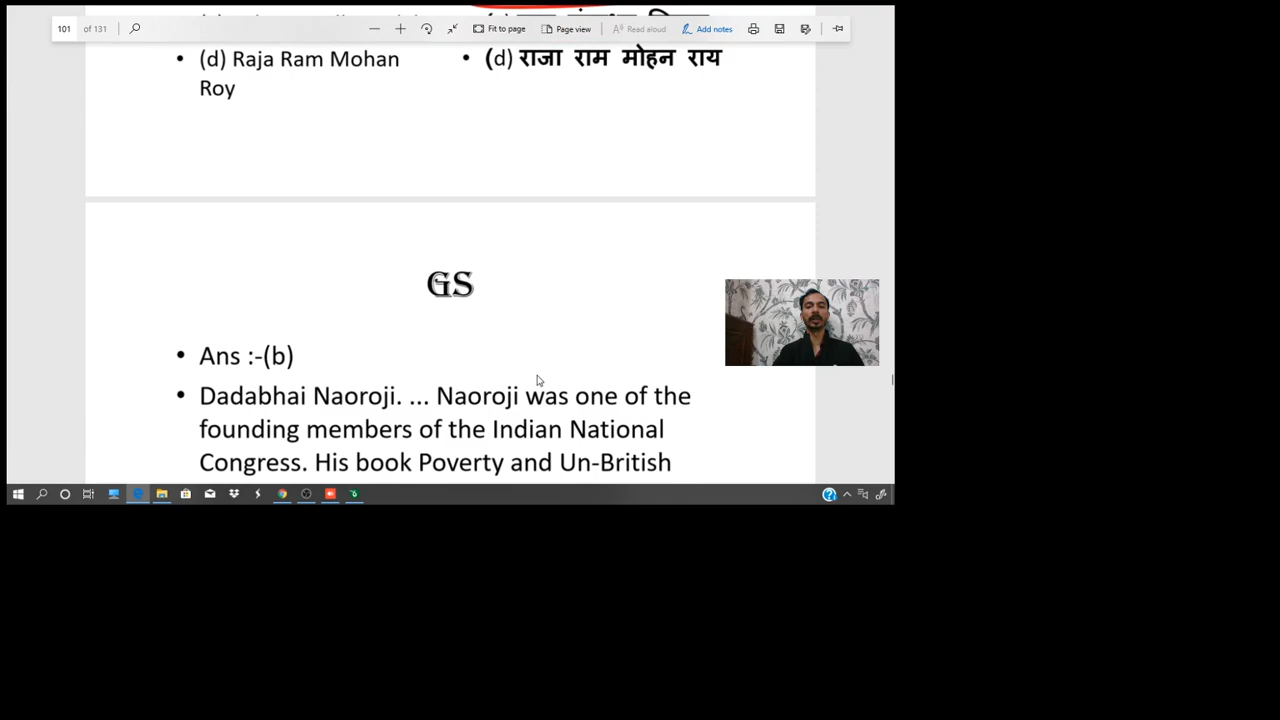 101 of 131 Fit to page Page view Read aloud Add notes
• (d) Raja Ram Mohan
Roy
• (d) राजा राम मोहन राय
GS
• Ans :-(b)
• Dadabhai Naoroji. ... Naoroji was one of the
founding members of the Indian National
Congress. His book Poverty and Un-British